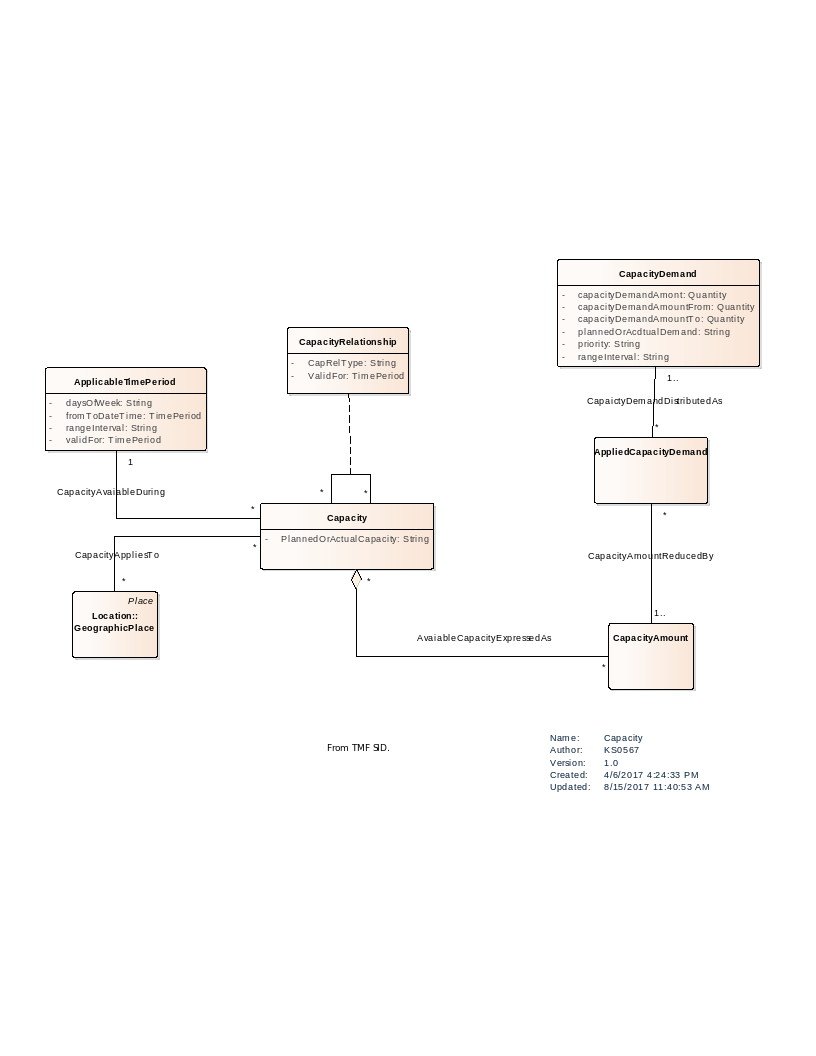 CapacityDemand
- capacityDemandAmont: Quantity
- capacityDemandAmountFrom: Quantity
- capacityDemandAmountTo: Quantity
- plannedOrAcdtualDemand: String
- priority: String
- rangeInterval: String
CapacityRelationship
- CapRelType: String
- ValidFor: TimePeriod
ApplicableTimePeriod
- daysOfWeek: String
- fromToDateTime: TimePeriod
- rangeInterval: String
- validFor: TimePeriod
1..
CapaictyDemandDistributedAs
*
AppliedCapacityDemand
1
CapacityAvaiableDuring
*
*
*
Capacity
- PlannedOrActualCapacity: String
*
*
CapacityAppliesTo
*
CapacityAmountReducedBy
*
Place
Location::
GeographicPlace
1..
CapacityAmount
AvaiableCapacityExpressedAs
*
From TMF SID.
Name: Capacity
Author: KS0567
Version: 1.0
Created: 4/6/2017 4:24:33 PM
Updated: 8/15/2017 11:40:53 AM